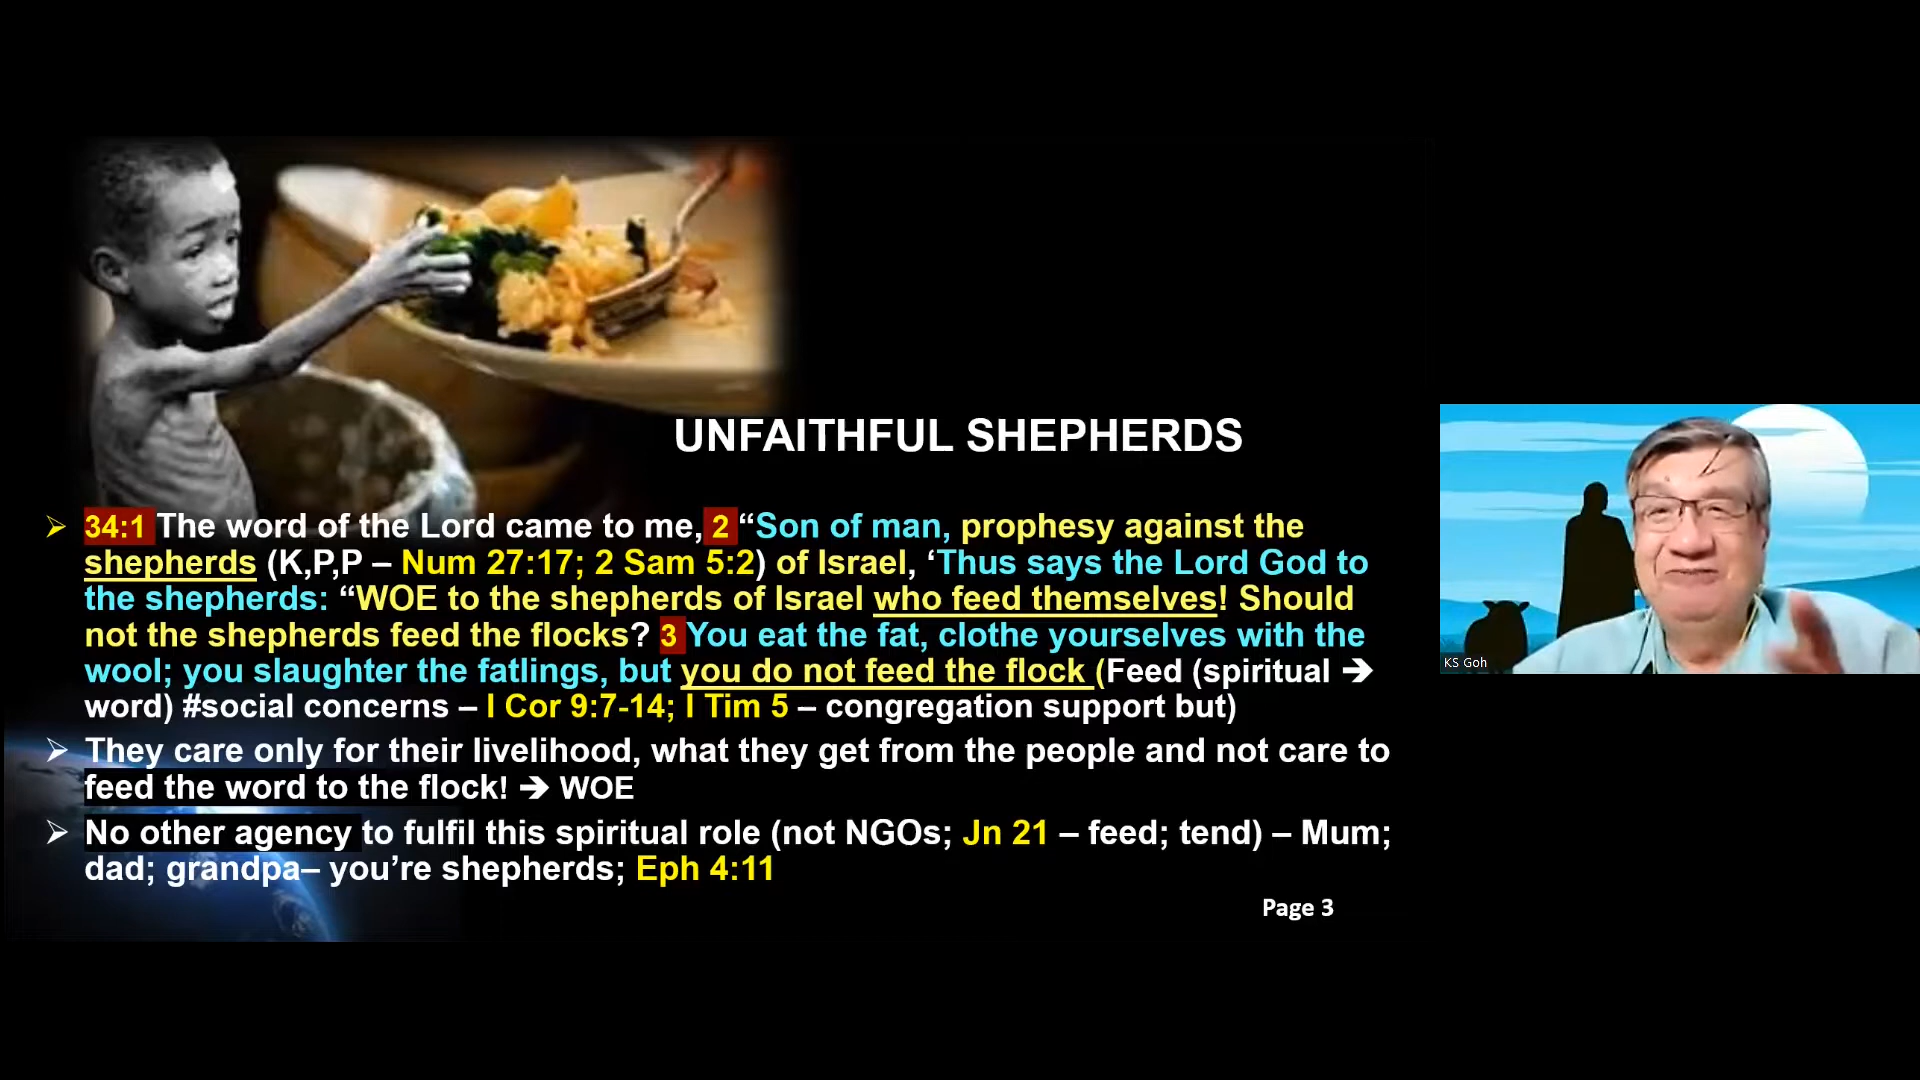 UNFAITHFUL SHEPHERDS
➢ 34:1 The word of the Lord came to me, 2 “Son of man, prophesy against the
shepherds (K,P,P – Num 27:17; 2 Sam 5:2) of Israel, ‘Thus says the Lord God to
the shepherds: “WOE to the shepherds of Israel who feed themselves! Should
not the shepherds feed the flocks? 3 You eat the fat, clothe yourselves with the
wool; you slaughter the fatlings, but you do not feed the flock (Feed (spiritual ➔
word) #social concerns – I Cor 9:7-14; I Tim 5 – congregation support but)
➢ They care only for their livelihood, what they get from the people and not care to
feed the word to the flock! ➔ WOE
➢ No other agency to fulfil this spiritual role (not NGOs; Jn 21 – feed; tend) – Mum;
dad; grandpa– you’re shepherds; Eph 4:11
Page 3
KS Goh